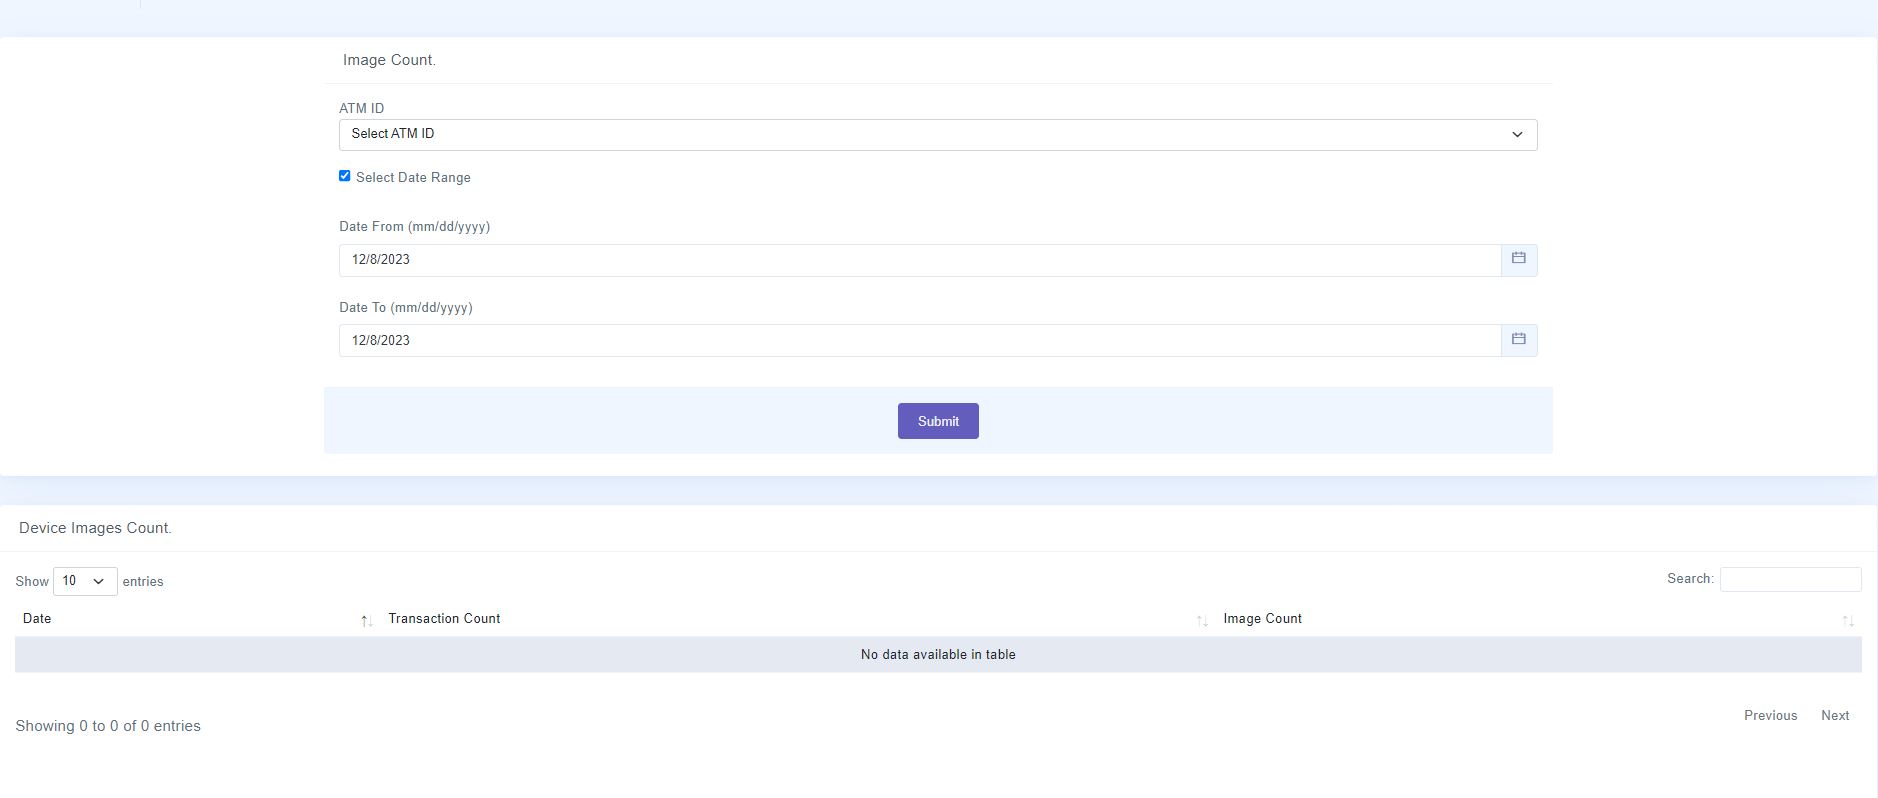 Image Count.
ATM ID
Select ATM ID
Select Date Range
Date From (mm/dd/yyyy)
12/8/2023
Date To (mm/dd/yyyy)
12/8/2023
Submit
Device Images Count.
Show 10 entries Search:
Date Transaction Count Image Count
No data available in table
Showing 0 to 0 of 0 entries Previous Next